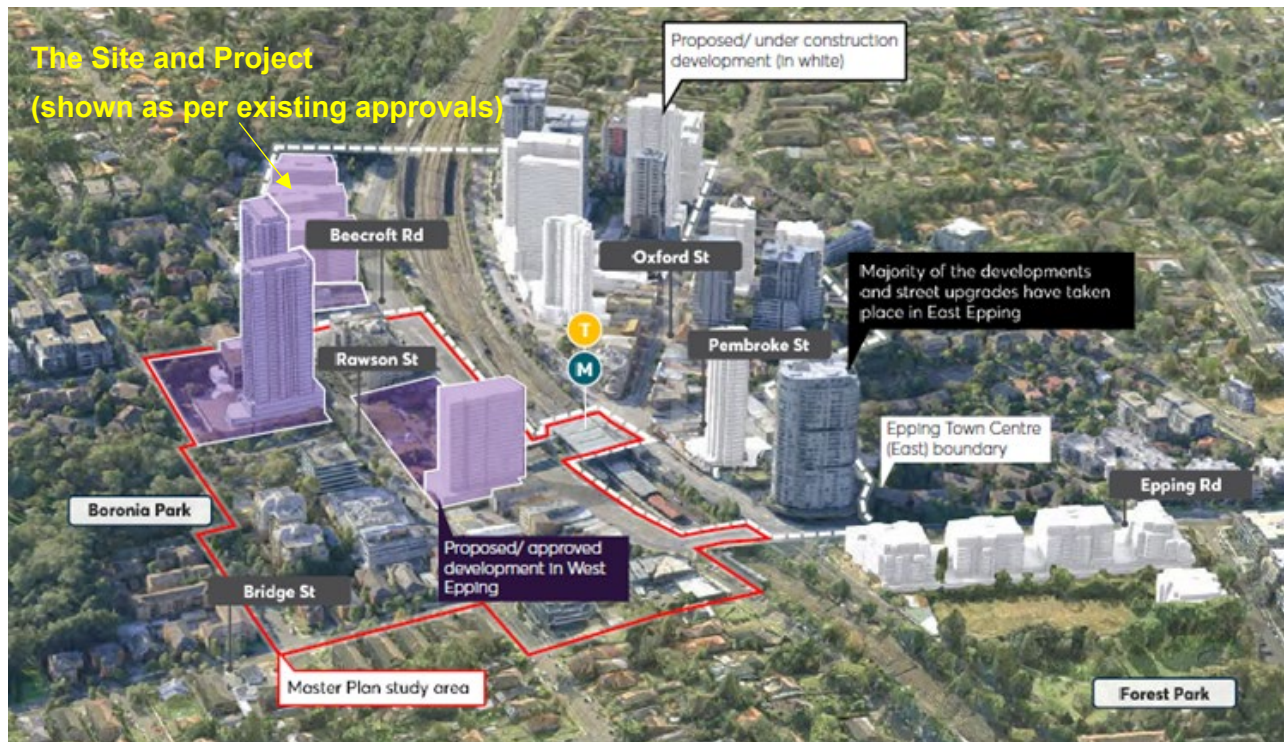 The Site and Project
(shown as per existing approvals)
Proposed/ under construction
development (in white)
Beecroft Rd
Oxford St
Majority of the developments
and street upgrades have taken
place in East Epping
T
M
Rawson St
Pembroke St
Epping Town Centre
(East) boundary
Epping Rd
Boronia Park
Proposed/ approved
development in West
Epping
Bridge St
Master Plan study area
Forest Park